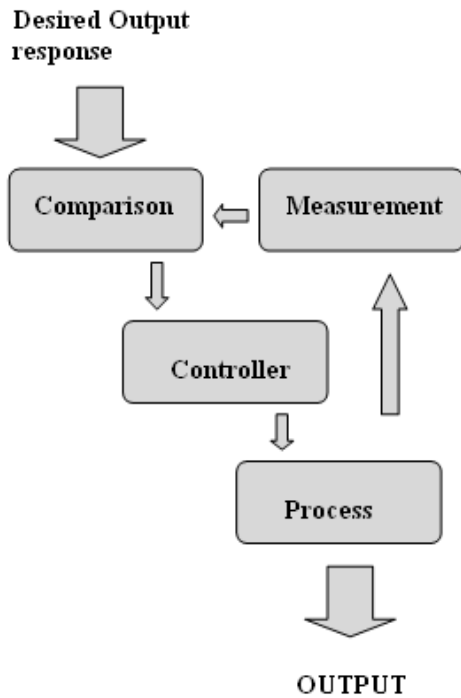 Desired Output
response
Comparison
Measurement
Controller
Process
OUTPUT